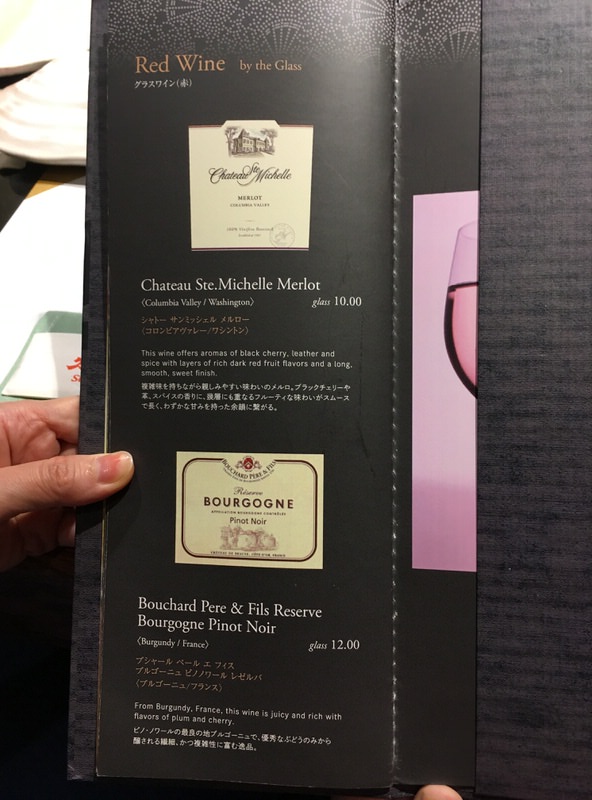 Red Wine by the Glass
グラスワイン(赤)
Chateau Ste Michelle
MERLOT
COLUMBIA VALLEY
Chateau Ste.Michelle Merlot
〈Columbia Valley / Washington〉 glass 10.00
シャトー サンミッシェル メルロー
〈コロンビアヴァレー/ワシントン〉
This wine offers aromas of black cherry, leather and
spice with layers of rich dark red fruit flavors and a long,
smooth, sweet finish.
複雑味を持ちながら親しみやすい味わいのメルロ。ブラックチェリーや
革、スパイスの香りに、幾層にも重なるフルーティな味わいがスムース
で長く、わずかな甘みを持った余韻に繋がる。
BOUCHARD PERE & FILS
Réserve
BOURGOGNE
APPELLATION BOURGOGNE CONTRÔLÉE
Pinot Noir
Bouchard Pere & Fils Reserve
Bourgogne Pinot Noir
〈Burgundy / France〉 glass 12.00
ブシャール ペール エ フィス
ブルゴーニュ ピノノワール レゼルバ
〈ブルゴーニュ/フランス〉
From Burgundy, France, this wine is juicy and rich with
flavors of plum and cherry.
ピノ・ノワールの最良の地ブルゴーニュで、優秀なぶどうのみから
醸される繊細、かつ複雑性に富む逸品。